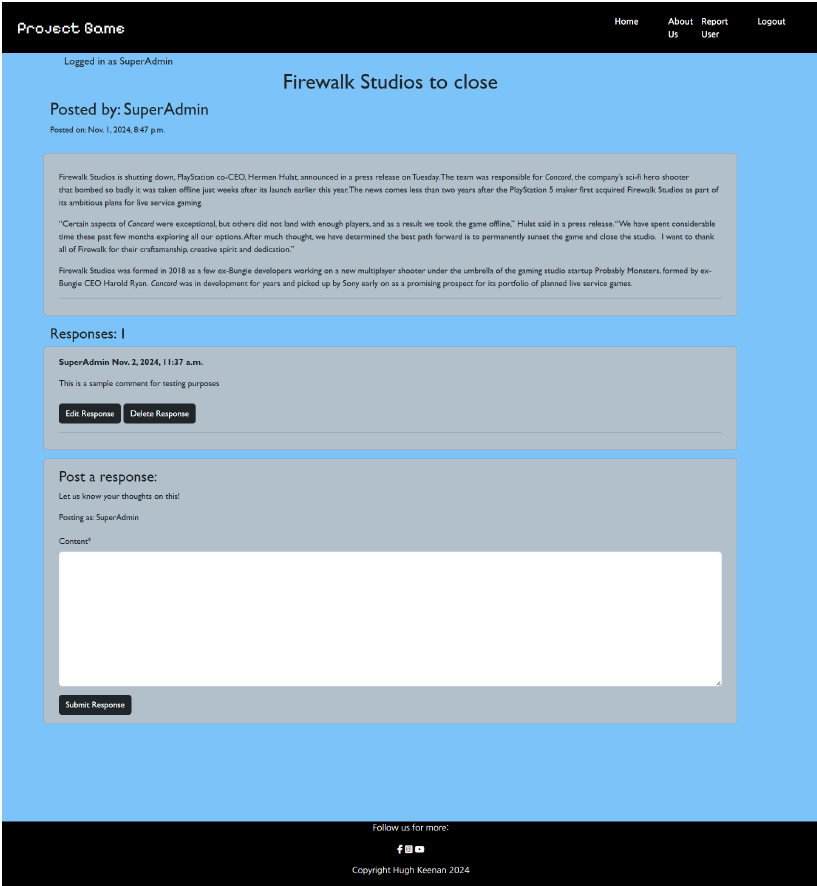 Project Game
Home
About
Us
Report
User
Logout
Logged in as SuperAdmin
Firewalk Studios to close
Posted by: SuperAdmin
Posted on: Nov. 1, 2024, 8:47 p.m.
Firewalk Studios is shutting down, PlayStation co-CEO, Hermen Hulst, announced in a press release on Tuesday. The team was responsible for Concord, the company's sci-fi hero shooter
that bombed so badly it was taken offline just weeks after its launch earlier this year. The news comes less than two years after the PlayStation 5 maker first acquired Firewalk Studios as part of
its ambitious plans for live service gaming.
“Certain aspects of Concord were exceptional, but others did not land with enough players, and as a result we took the game offline,” Hulst said in a press release. “We have spent considerable
time these past few months exploring all our options. After much thought, we have determined the best path forward is to permanently sunset the game and close the studio.  I want to thank
all of Firewalk for their craftsmanship, creative spirit and dedication.”
Firewalk Studios was formed in 2018 as a few ex-Bungie developers working on a new multiplayer shooter under the umbrella of the gaming studio startup Probably Monsters, formed by ex-
Bungie CEO Harold Ryan. Concord was in development for years and picked up by Sony early on as a promising prospect for its portfolio of planned live service games.
Responses: 1
SuperAdmin Nov. 2, 2024, 11:37 a.m.
This is a sample comment for testing purposes
Edit Response Delete Response
Post a response:
Let us know your thoughts on this!
Posting as: SuperAdmin
Content*
Submit Response
Follow us for more:
Copyright Hugh Keenan 2024